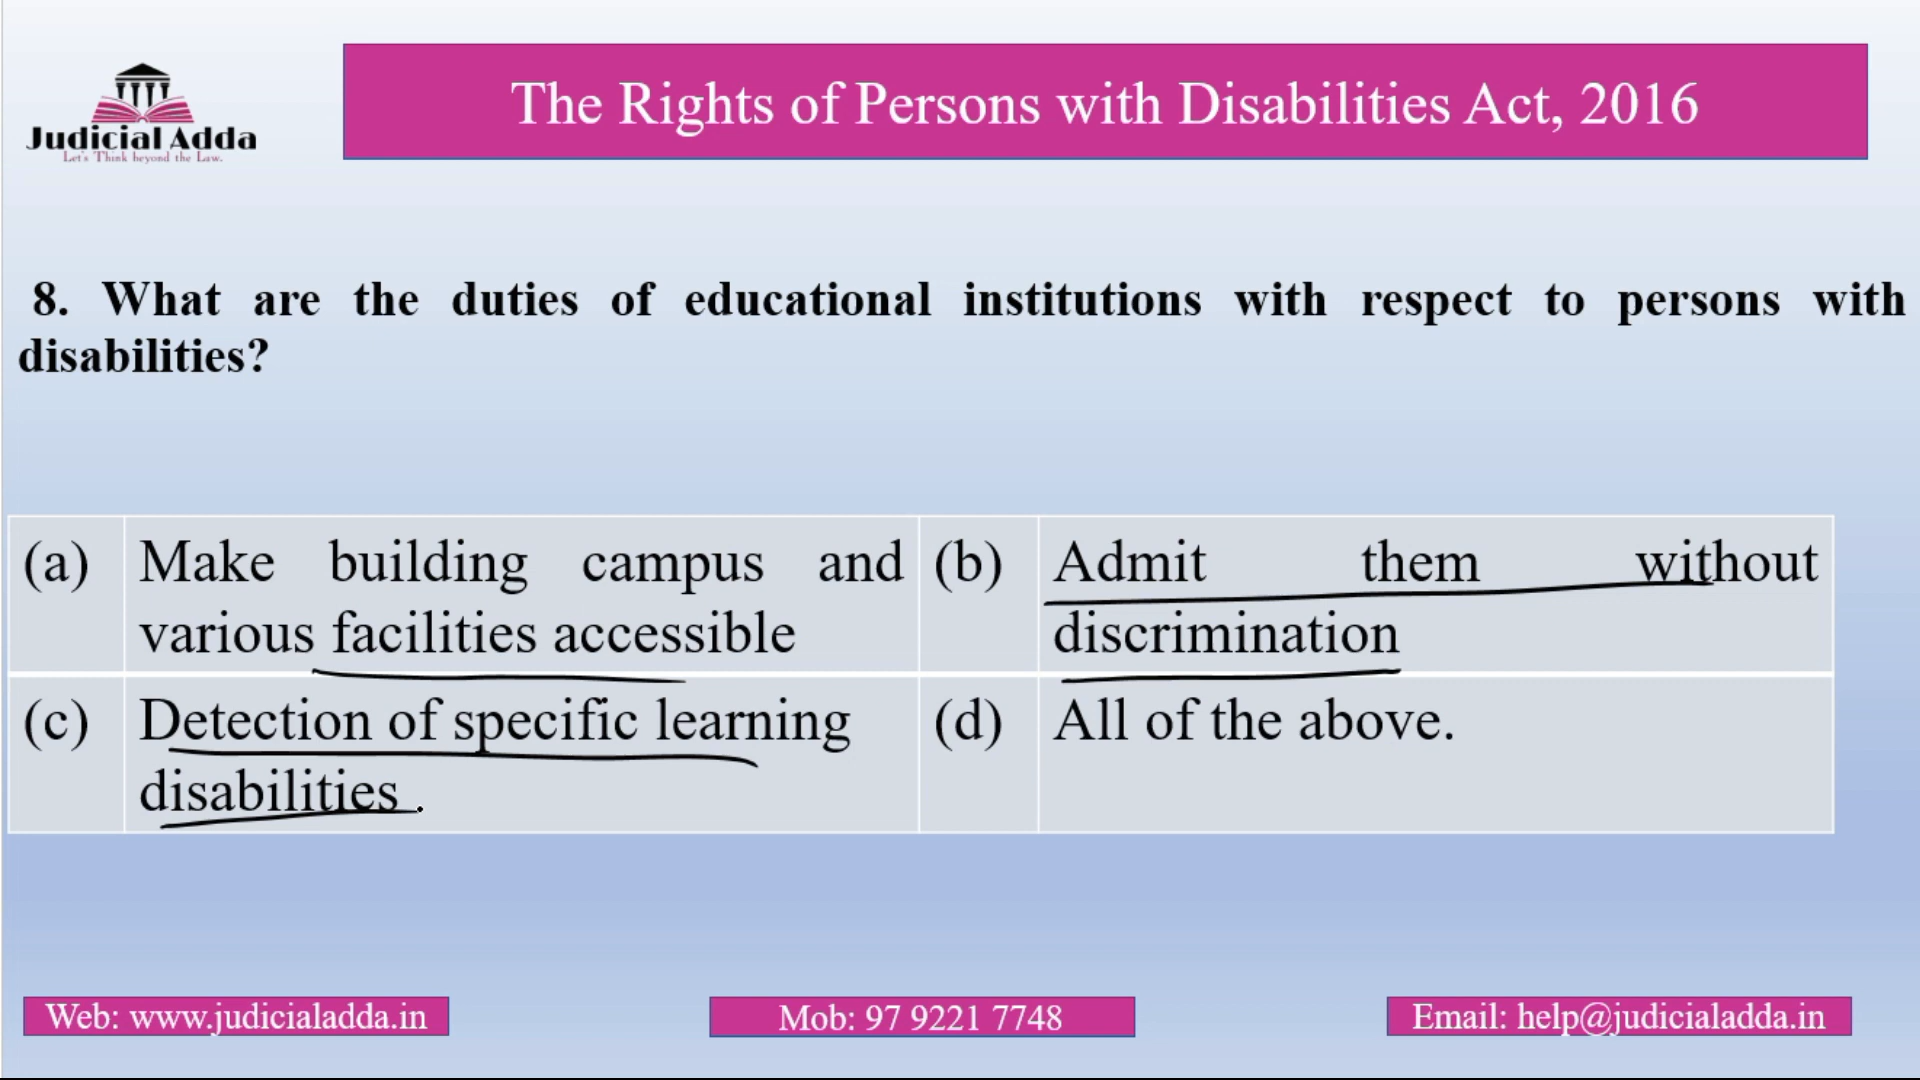 Judicial Adda
Let's Think beyond the Law.
The Rights of Persons with Disabilities Act, 2016
8. What are the duties of educational institutions with respect to persons with
disabilities?
(a) Make building campus and
various facilities accessible
(b) Admit them without
discrimination
(c) Detection of specific learning
disabilities .
(d) All of the above.
Web: www.judicialadda.in
Mob: 97 9221 7748
Email: help@judicialadda.in